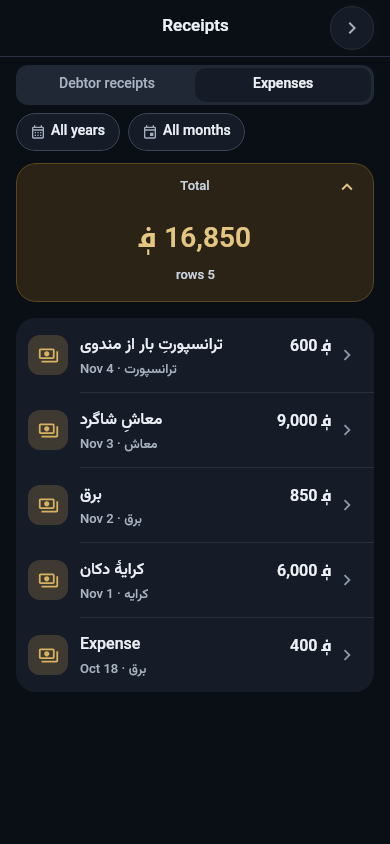 Receipts
Debtor receipts
Expenses
All years
All months
Total
؋ 16,850
rows 5
ترانسپورتِ بار از مندوی
600 ؋
Nov 4 · ترانسپورت
معاشِ شاگرد
9,000 ؋
Nov 3 · معاش
برق
850 ؋
Nov 2 · برق
کرایهٔ دکان
6,000 ؋
Nov 1 · کرایه
Expense
400 ؋
Oct 18 · برق